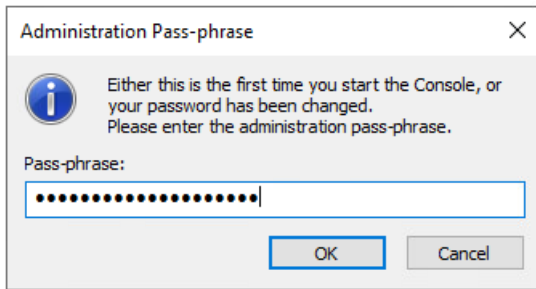 Administration Pass-phrase
Either this is the first time you start the Console, or
your password has been changed.
Please enter the administration pass-phrase.
Pass-phrase:
••••••••••••••••••••
OK
Cancel